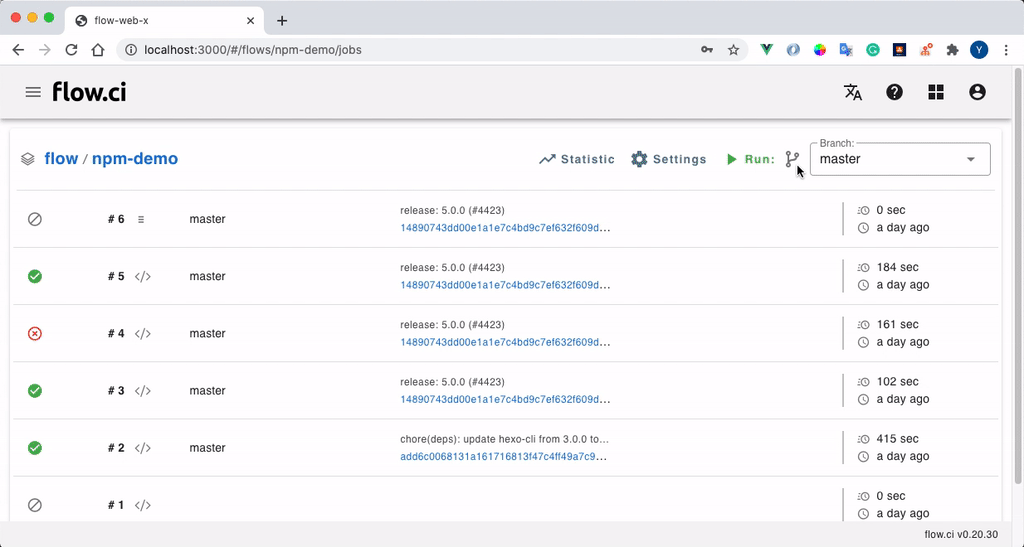 flow-web-x
localhost:3000/#/flows/npm-demo/jobs
Y
flow.ci
flow / npm-demo
Statistic
Settings
Run:
Branch:
master
# 6
master
release: 5.0.0 (#4423)
14890743dd00e1a1e7c4bd9c7ef632f609d...
0 sec
a day ago
# 5
master
release: 5.0.0 (#4423)
14890743dd00e1a1e7c4bd9c7ef632f609d...
184 sec
a day ago
# 4
master
release: 5.0.0 (#4423)
14890743dd00e1a1e7c4bd9c7ef632f609d...
161 sec
a day ago
# 3
master
release: 5.0.0 (#4423)
14890743dd00e1a1e7c4bd9c7ef632f609d...
102 sec
a day ago
# 2
master
chore(deps): update hexo-cli from 3.0.0 to...
add6c0068131a161716813f47c4ff49a7c9...
415 sec
a day ago
# 1
0 sec
a day ago
flow.ci v0.20.30